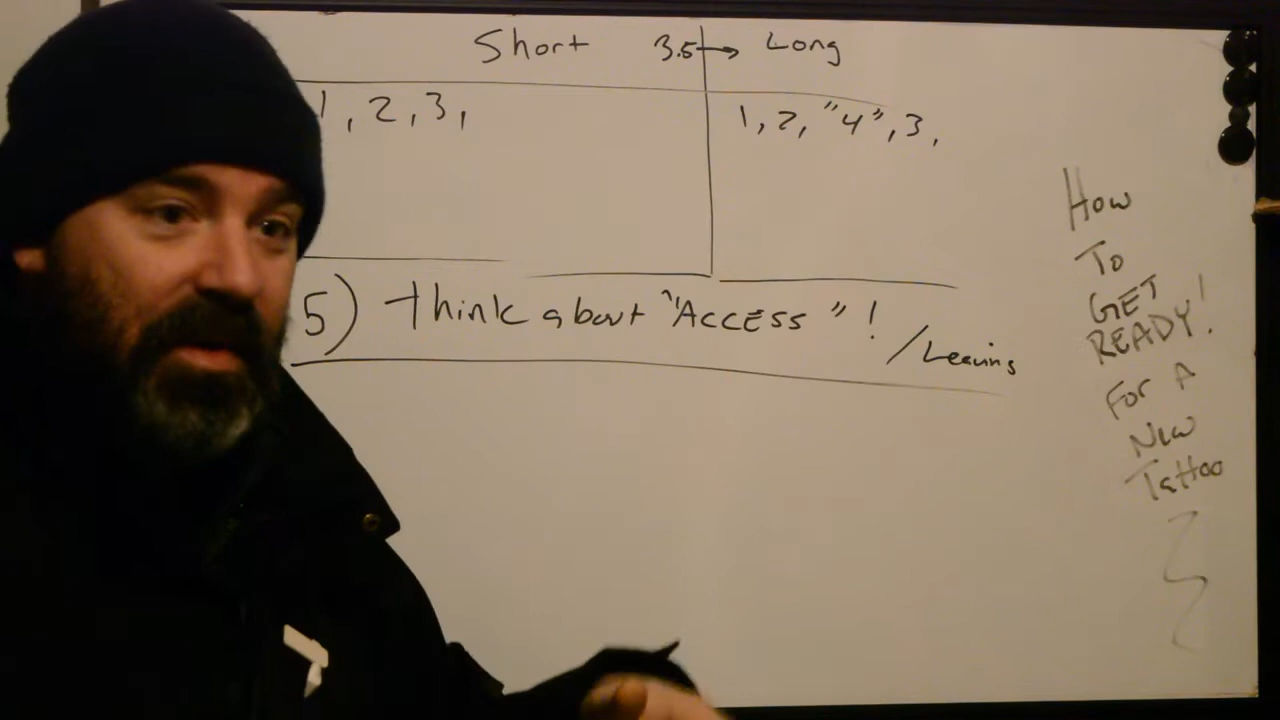 Short 3.5 → Long
1, 2, 3,
1, 2, "4", 3,
5) Think about "Access"!
/Leaving
How
To
GET
READY!
For A
New
Tattoo